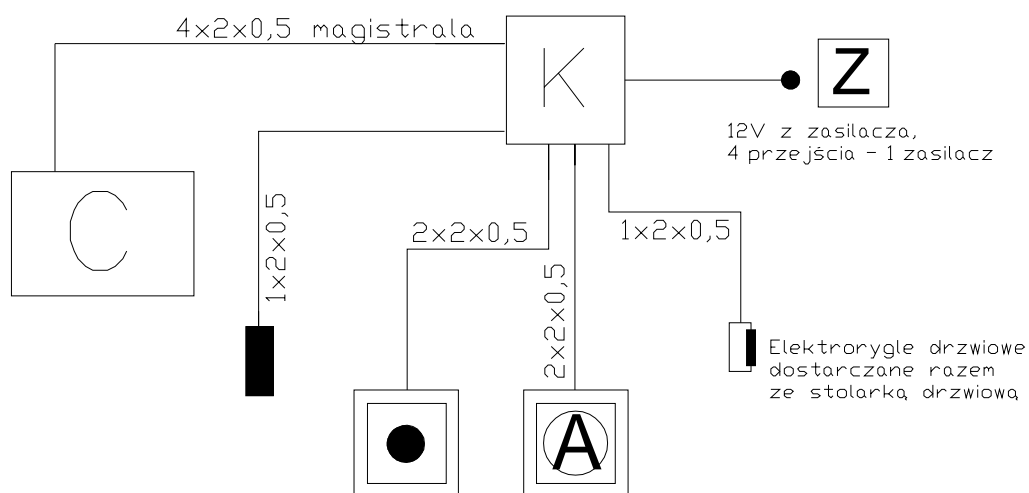 4x2x0,5 magistrala
K
Z
12V z zasilacza,
4 przejścia - 1 zasilacz
C
1x2x0,5
2x2x0,5
2x2x0,5
1x2x0,5
Elektrorygle drzwiowe
dostarczane razem
ze stolarką drzwiową
A